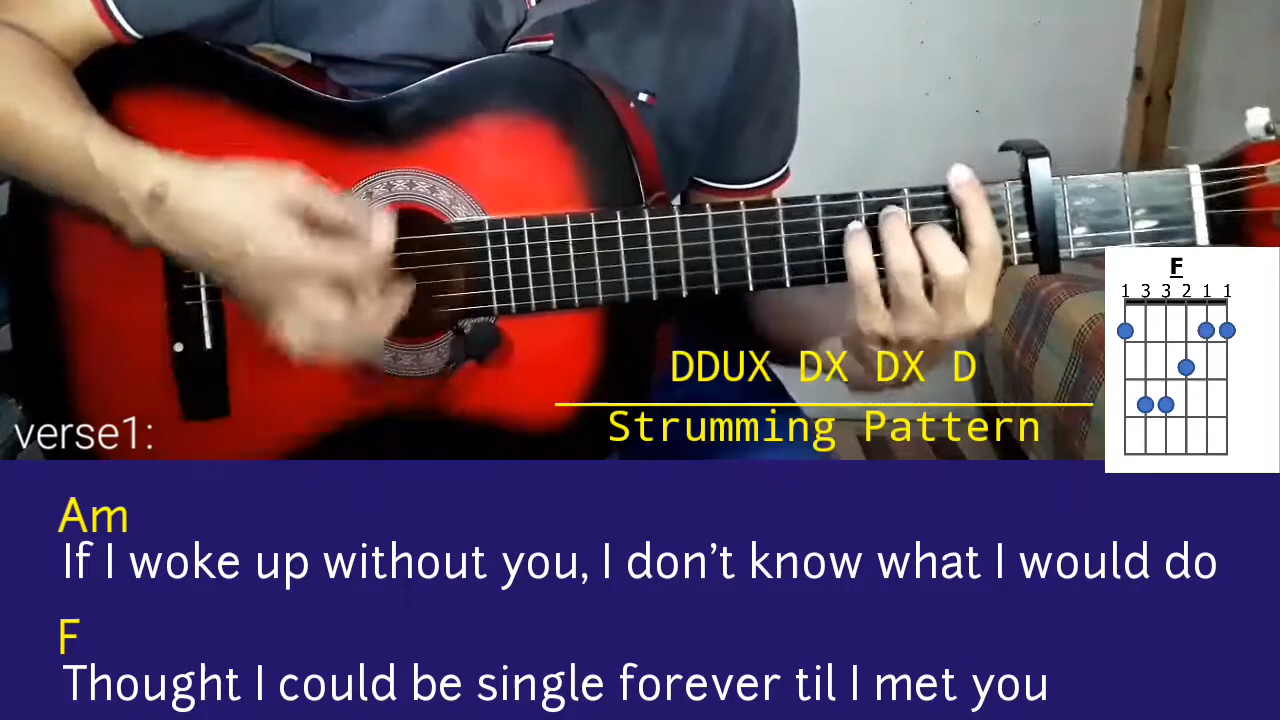 F
1 3 3 2 1 1
DDUX DX DX D
Strumming Pattern
verse1:
Am
If I woke up without you, I don’t know what I would do
F
Thought I could be single forever til I met you